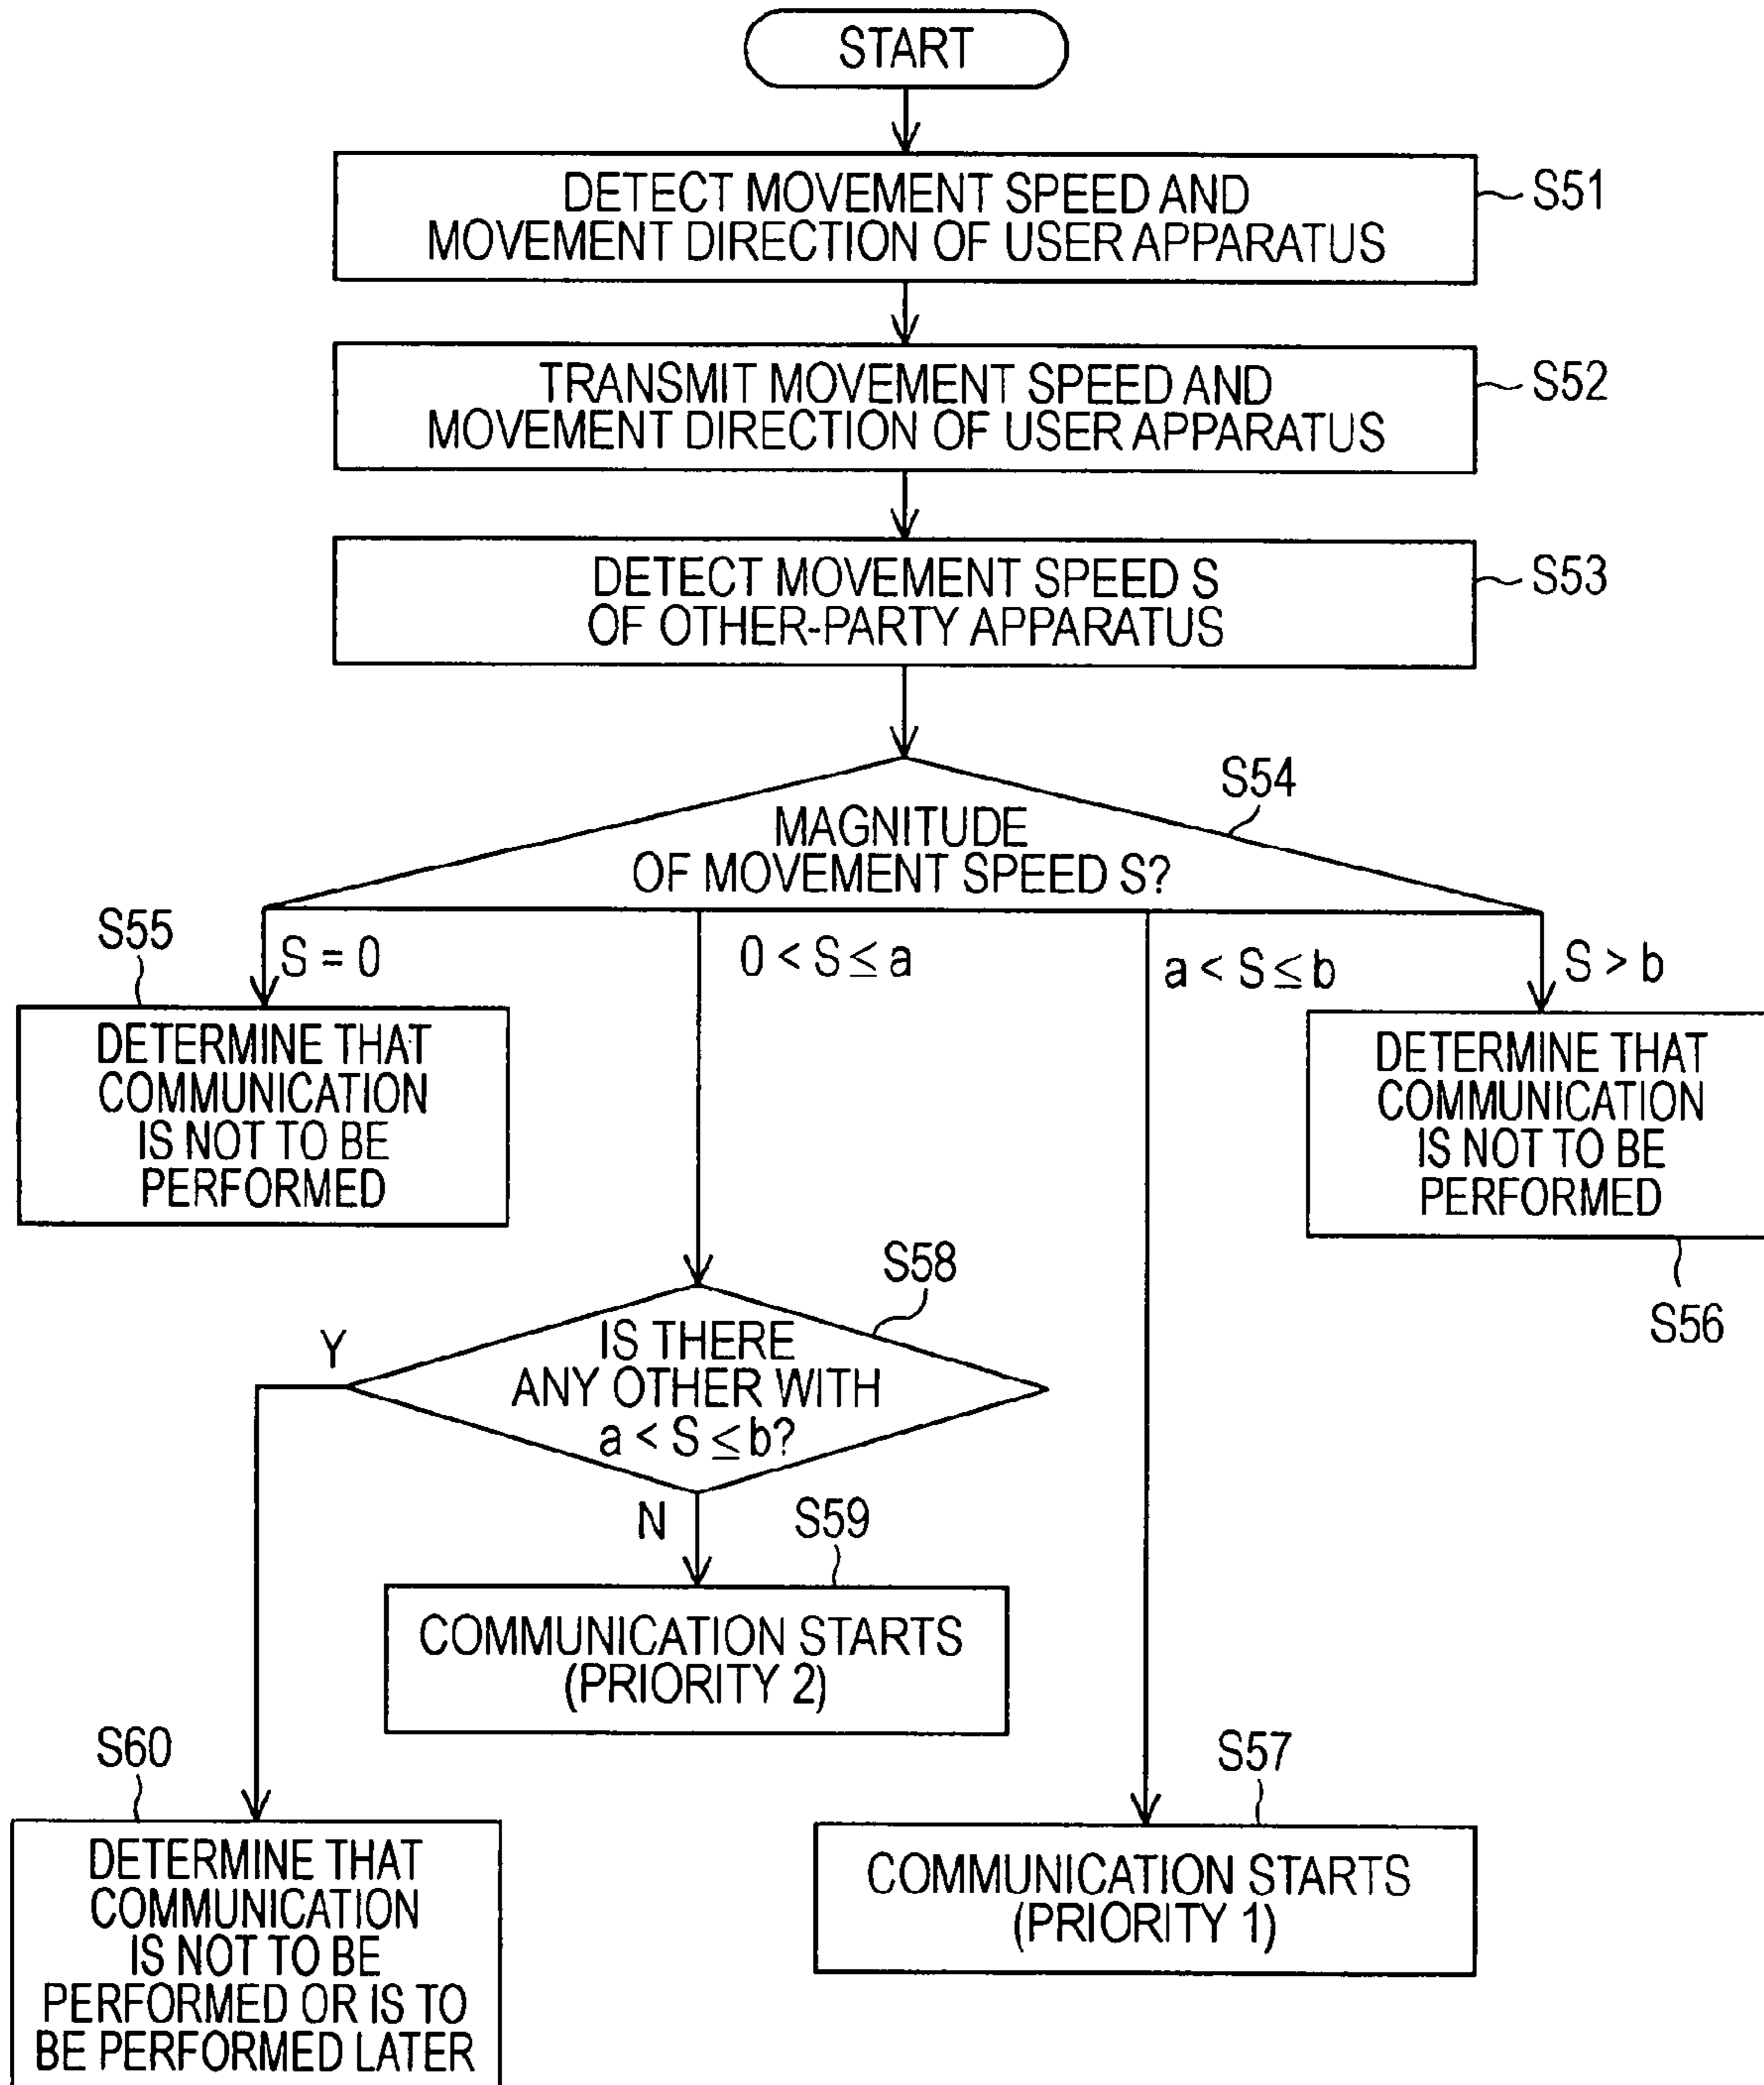 START
DETECT MOVEMENT SPEED AND
MOVEMENT DIRECTION OF USER APPARATUS
S51
TRANSMIT MOVEMENT SPEED AND
MOVEMENT DIRECTION OF USER APPARATUS
S52
DETECT MOVEMENT SPEED S
OF OTHER-PARTY APPARATUS
S53
S54
MAGNITUDE
OF MOVEMENT SPEED S?
S55
S = 0
0 < S ≤ a
a < S ≤ b
S > b
DETERMINE THAT
COMMUNICATION
IS NOT TO BE
PERFORMED
DETERMINE THAT
COMMUNICATION
IS NOT TO BE
PERFORMED
S56
S58
Y
IS THERE
ANY OTHER WITH
a < S ≤ b?
N
S59
COMMUNICATION STARTS
(PRIORITY 2)
S60
S57
DETERMINE THAT
COMMUNICATION
IS NOT TO BE
PERFORMED OR IS TO
BE PERFORMED LATER
COMMUNICATION STARTS
(PRIORITY 1)